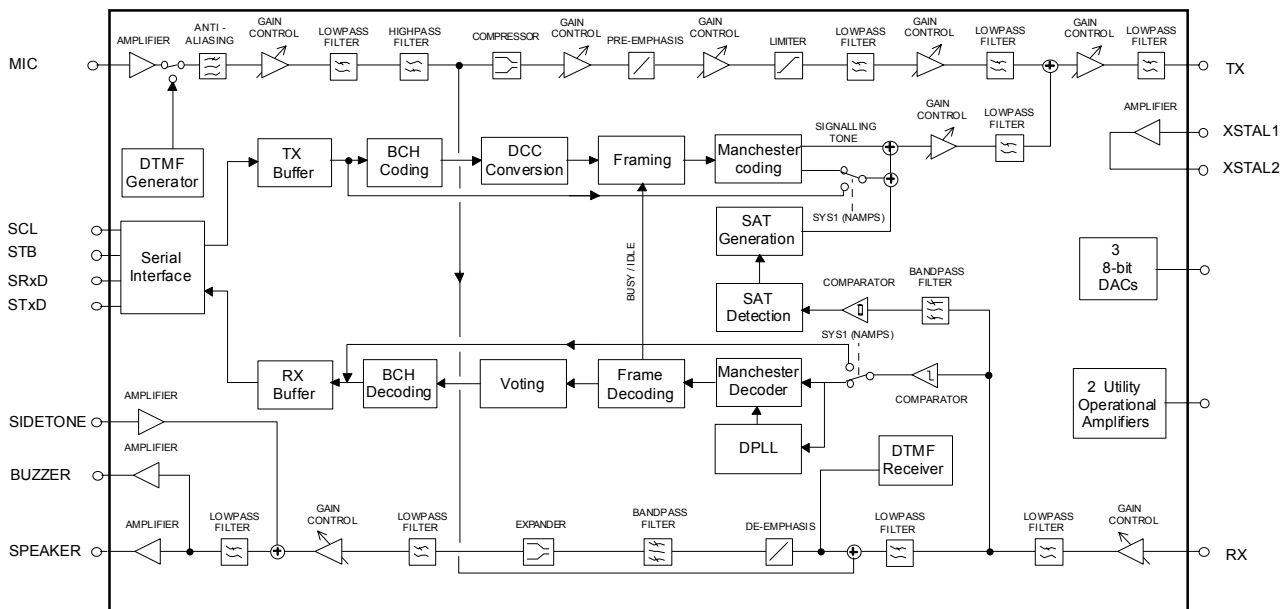 AMPLIFIER
ANTI -
ALIASING
GAIN
CONTROL
LOWPASS
FILTER
HIGHPASS
FILTER
COMPRESSOR
GAIN
CONTROL
PRE-EMPHASIS
GAIN
CONTROL
LIMITER
LOWPASS
FILTER
GAIN
CONTROL
LOWPASS
FILTER
GAIN
CONTROL
LOWPASS
FILTER
MIC
TX
DTMF
Generator
TX
Buffer
BCH
Coding
DCC
Conversion
Framing
Manchester
coding
SIGNALLING
TONE
GAIN
CONTROL
LOWPASS
FILTER
AMPLIFIER
XSTAL1
XSTAL2
SYS1 (NAMPS)
SCL
STB
SRxD
STxD
Serial
Interface
BUSY / IDLE
SAT
Generation
SAT
Detection
COMPARATOR
BANDPASS
FILTER
3
8-bit
DACs
SYS1 (NAMPS)
RX
Buffer
BCH
Decoding
Voting
Frame
Decoding
Manchester
Decoder
COMPARATOR
2 Utility
Operational
Amplifiers
DPLL
DTMF
Receiver
SIDETONE
AMPLIFIER
BUZZER
AMPLIFIER
SPEAKER
AMPLIFIER
LOWPASS
FILTER
GAIN
CONTROL
LOWPASS
FILTER
EXPANDER
BANDPASS
FILTER
DE-EMPHASIS
LOWPASS
FILTER
LOWPASS
FILTER
GAIN
CONTROL
RX